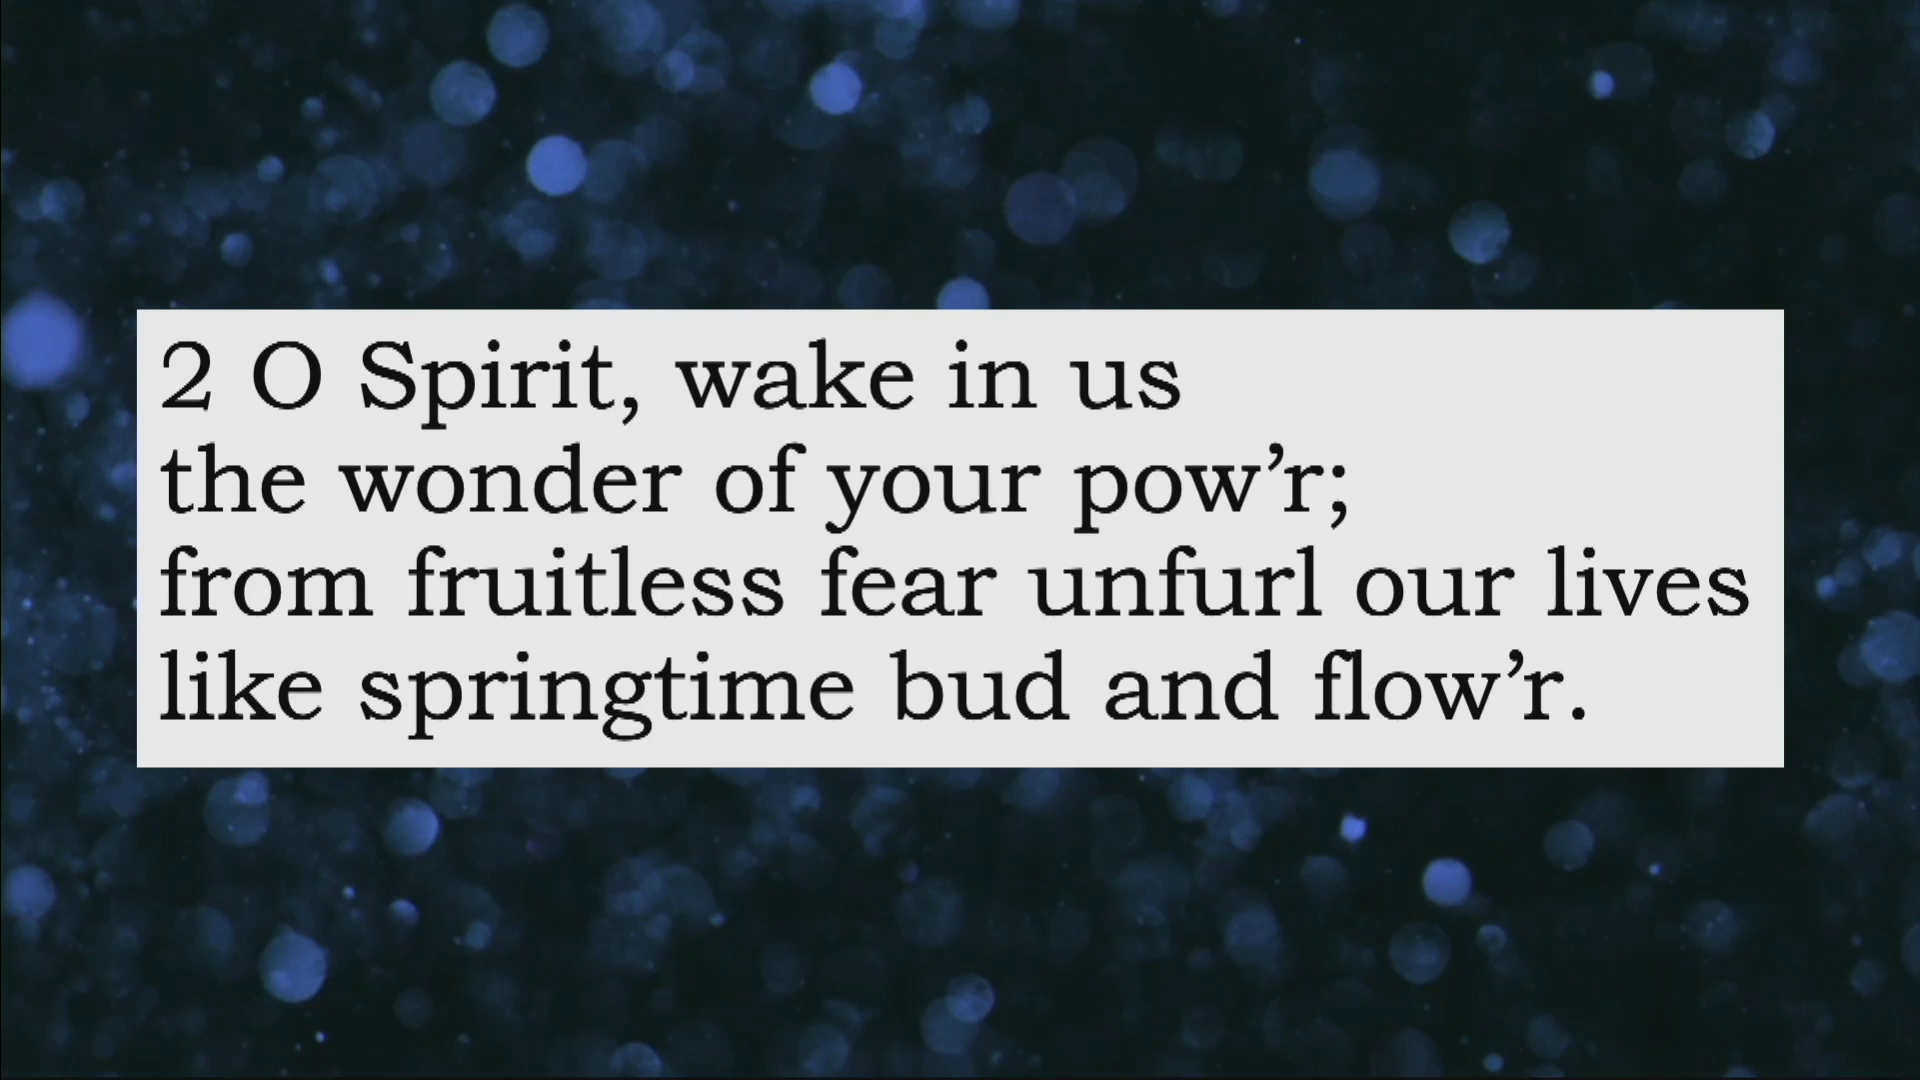 2 O Spirit, wake in us
the wonder of your pow’r;
from fruitless fear unfurl our lives
like springtime bud and flow’r.